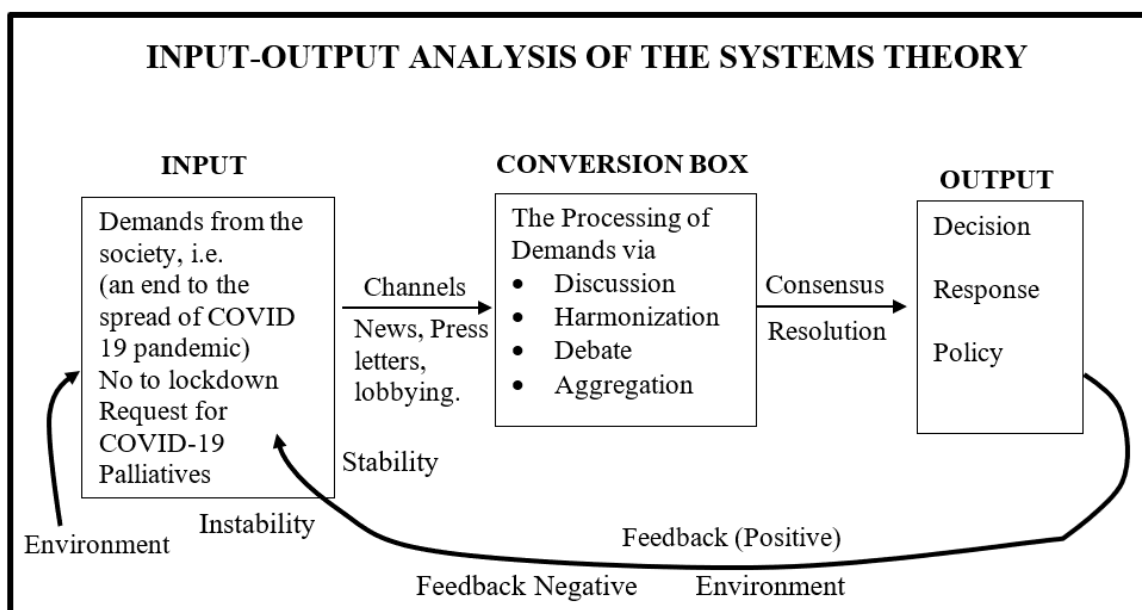 INPUT-OUTPUT ANALYSIS OF THE SYSTEMS THEORY
INPUT
Demands from the
society, i.e.
(an end to the
spread of COVID
19 pandemic)
No to lockdown
Request for
COVID-19
Palliatives
Channels
News, Press
letters,
lobbying.
CONVERSION BOX
The Processing of
Demands via
• Discussion
• Harmonization
• Debate
• Aggregation
Consensus
Resolution
OUTPUT
Decision
Response
Policy
Stability
Instability
Environment
Feedback (Positive)
Feedback Negative
Environment